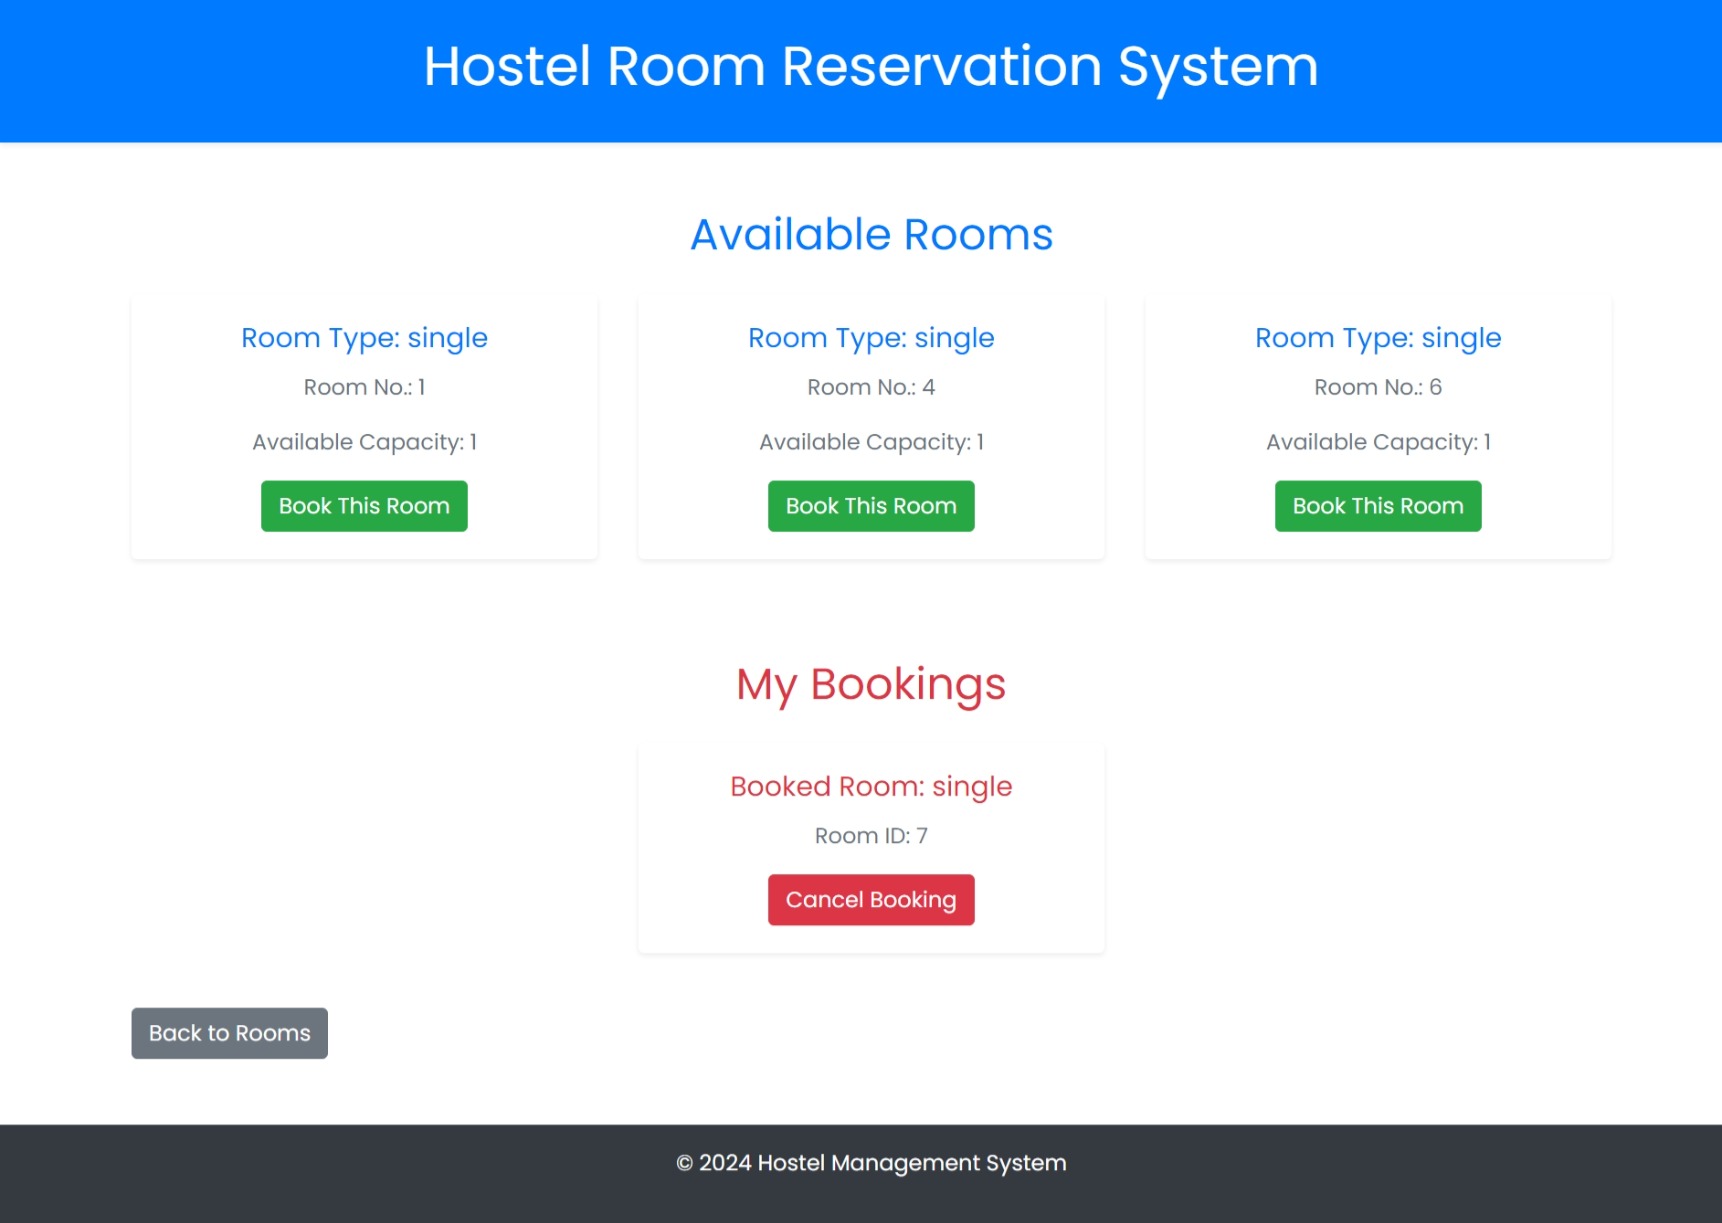 Hostel Room Reservation System
Available Rooms
Room Type: single
Room No.: 1
Available Capacity: 1
Book This Room
Room Type: single
Room No.: 4
Available Capacity: 1
Book This Room
Room Type: single
Room No.: 6
Available Capacity: 1
Book This Room
My Bookings
Booked Room: single
Room ID: 7
Cancel Booking
Back to Rooms
© 2024 Hostel Management System